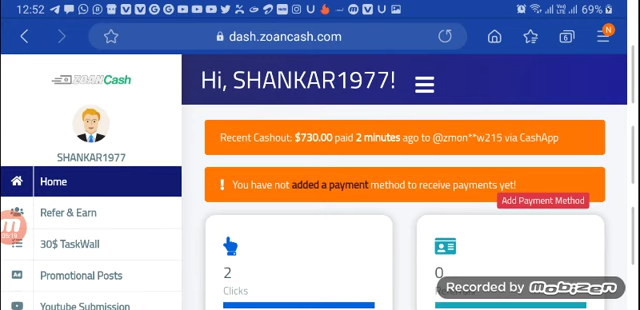 12:52
69%
dash.zoancash.com
6
N
ZOANCash
Hi, SHANKAR1977!
SHANKAR1977
Recent Cashout: $730.00 paid 2 minutes ago to @zmon**w215 via CashApp
You have not added a payment method to receive payments yet!
Add Payment Method
Home
Refer & Earn
30$ TaskWall
Promotional Posts
Youtube Submission
2
Clicks
0
Recorded by Mobizen